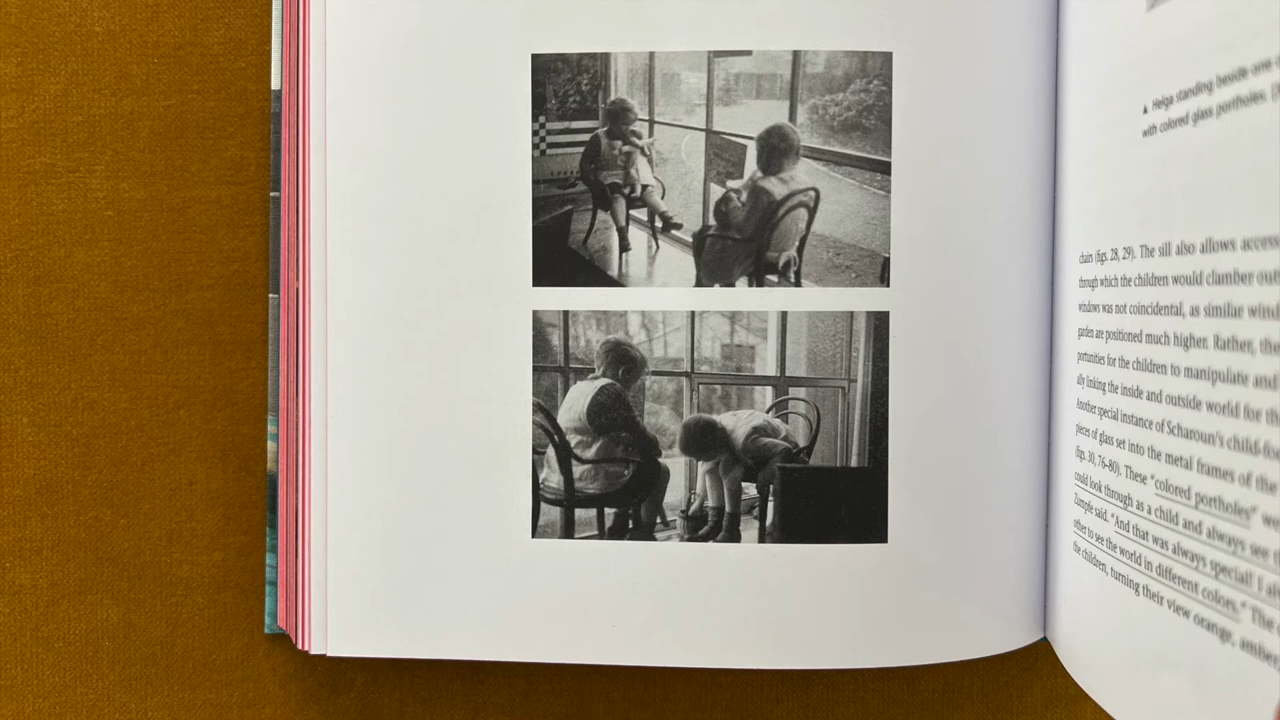 ▲ Helga standing beside one
with colored glass portholes.
chairs (figs. 28, 29). The sill also allows access
through which the children would clamber out
windows was not coincidental, as similar wind
garden are positioned much higher. Rather, the
portunities for the children to manipulate and
ally linking the inside and outside world for th
Another special instance of Scharoun's child-fo
pieces of glass set into the metal frames of the
(figs. 30, 76–80). These "colored portholes" we
could look through as a child and always see t
Zumpfe said. "And that was always special! I al
other to see the world in different colors." The
the children, turning their view orange, amber